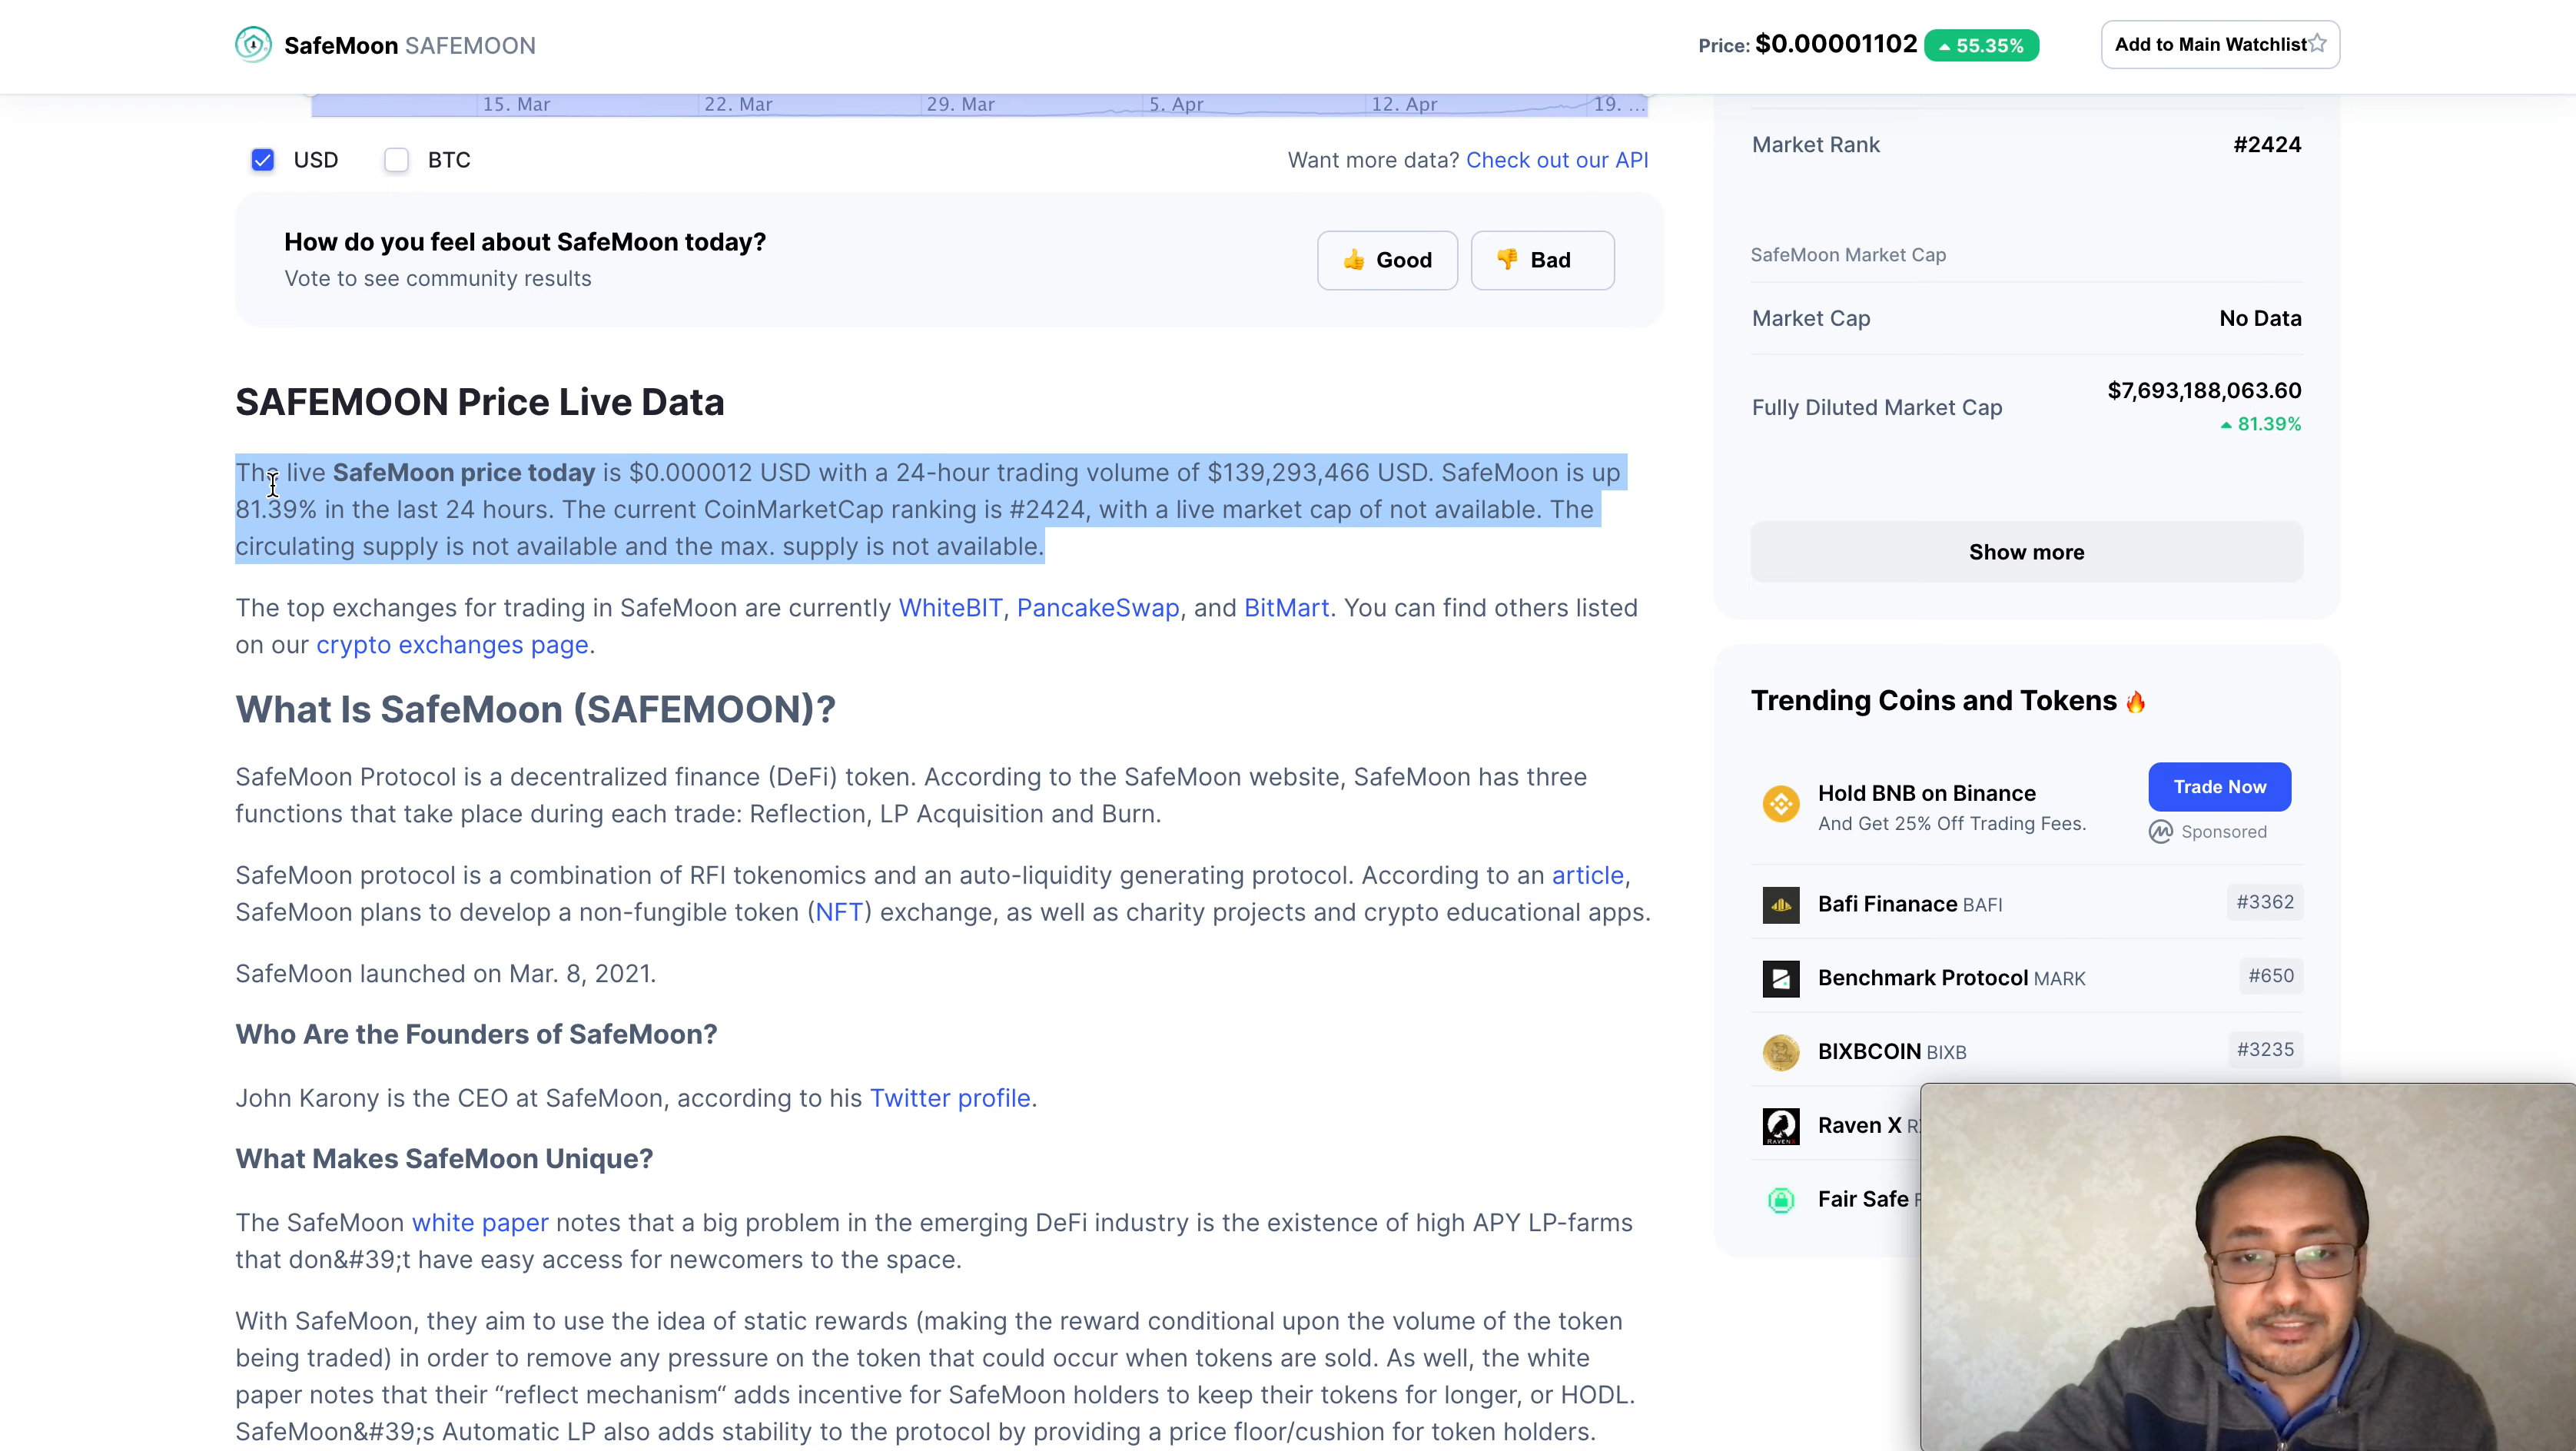 SafeMoon SAFEMOON
Price: $0.00001102 55.35%
Add to Main Watchlist
15. Mar 22. Mar 29. Mar 5. Apr 12. Apr 19. ...
USD BTC
Want more data? Check out our API
How do you feel about SafeMoon today?
Vote to see community results
Good Bad
SAFEMOON Price Live Data
The live SafeMoon price today is $0.000012 USD with a 24-hour trading volume of $139,293,466 USD. SafeMoon is up
81.39% in the last 24 hours. The current CoinMarketCap ranking is #2424, with a live market cap of not available. The
circulating supply is not available and the max. supply is not available.
The top exchanges for trading in SafeMoon are currently WhiteBIT, PancakeSwap, and BitMart. You can find others listed
on our crypto exchanges page.
What Is SafeMoon (SAFEMOON)?
SafeMoon Protocol is a decentralized finance (DeFi) token. According to the SafeMoon website, SafeMoon has three
functions that take place during each trade: Reflection, LP Acquisition and Burn.
SafeMoon protocol is a combination of RFI tokenomics and an auto-liquidity generating protocol. According to an article,
SafeMoon plans to develop a non-fungible token (NFT) exchange, as well as charity projects and crypto educational apps.
SafeMoon launched on Mar. 8, 2021.
Who Are the Founders of SafeMoon?
John Karony is the CEO at SafeMoon, according to his Twitter profile.
What Makes SafeMoon Unique?
The SafeMoon white paper notes that a big problem in the emerging DeFi industry is the existence of high APY LP-farms
that don&#39;t have easy access for newcomers to the space.
With SafeMoon, they aim to use the idea of static rewards (making the reward conditional upon the volume of the token
being traded) in order to remove any pressure on the token that could occur when tokens are sold. As well, the white
paper notes that their “reflect mechanism“ adds incentive for SafeMoon holders to keep their tokens for longer, or HODL.
SafeMoon&#39;s Automatic LP also adds stability to the protocol by providing a price floor/cushion for token holders.
Market Rank #2424
SafeMoon Market Cap
Market Cap No Data
Fully Diluted Market Cap $7,693,188,063.60
81.39%
Show more
Trending Coins and Tokens
Hold BNB on Binance
And Get 25% Off Trading Fees.
Trade Now
Sponsored
Bafi Finanace BAFI #3362
Benchmark Protocol MARK #650
BIXBCOIN BIXB #3235
Raven X
Fair Safe